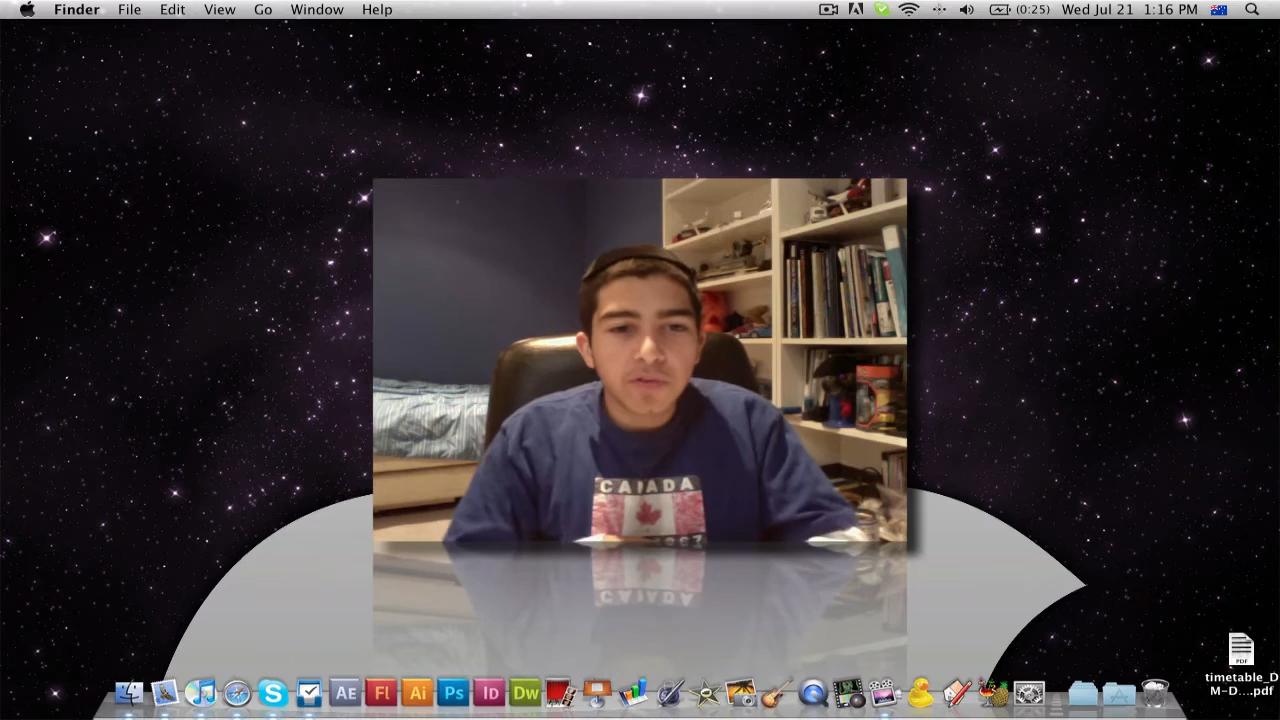 Finder File Edit View Go Window Help (0:25) Wed Jul 21 1:16 PM
CANADA
AE Fl Ai Ps Id Dw
PDF
timetable_D
M-D....pdf